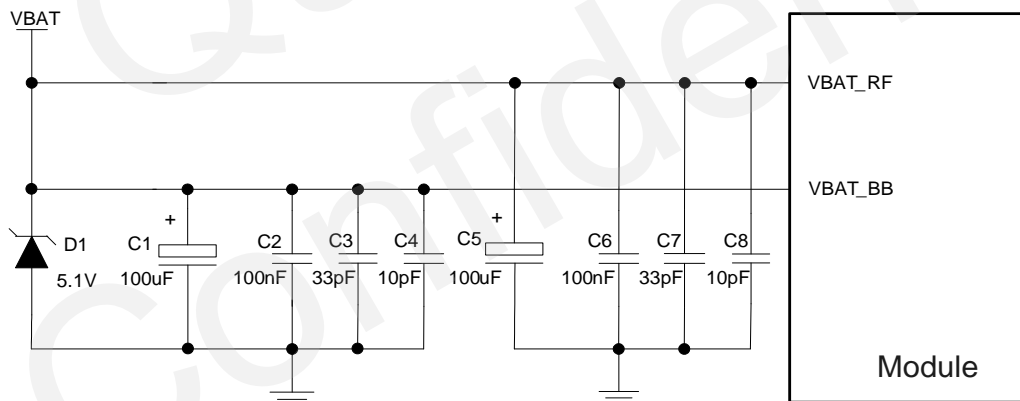 VBAT
VBAT_RF
VBAT_BB
+
+
D1
C1
C2
C3
C4
C5
C6
C7
C8
5.1V
100uF
100nF
33pF
10pF
100uF
100nF
33pF
10pF
Module